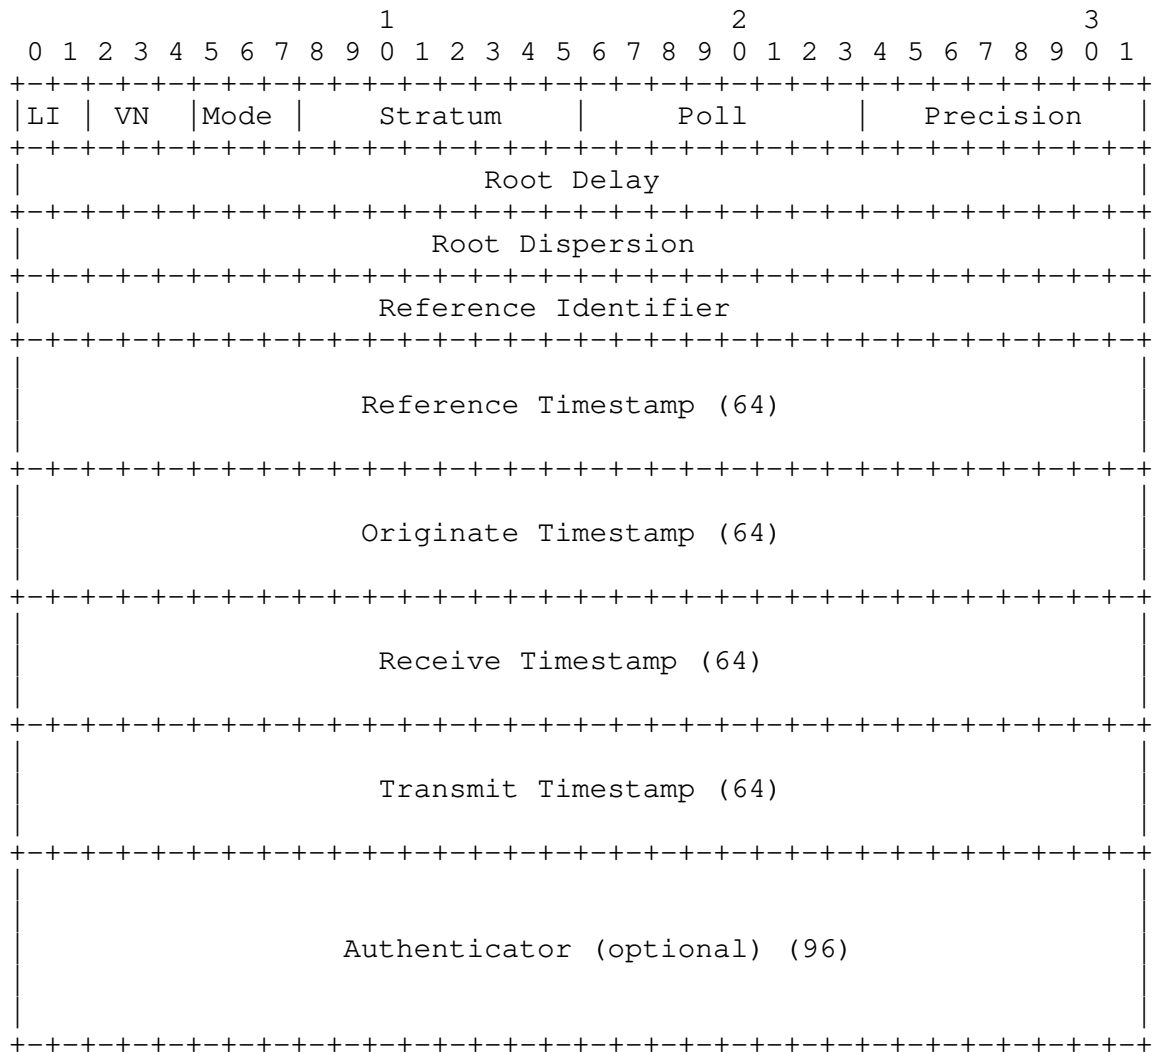 1                   2                   3
 0 1 2 3 4 5 6 7 8 9 0 1 2 3 4 5 6 7 8 9 0 1 2 3 4 5 6 7 8 9 0 1
+-+-+-+-+-+-+-+-+-+-+-+-+-+-+-+-+-+-+-+-+-+-+-+-+-+-+-+-+-+-+-+-+
|LI | VN  |Mode |    Stratum    |     Poll      |   Precision   |
+-+-+-+-+-+-+-+-+-+-+-+-+-+-+-+-+-+-+-+-+-+-+-+-+-+-+-+-+-+-+-+-+
|                          Root Delay                           |
+-+-+-+-+-+-+-+-+-+-+-+-+-+-+-+-+-+-+-+-+-+-+-+-+-+-+-+-+-+-+-+-+
|                       Root Dispersion                         |
+-+-+-+-+-+-+-+-+-+-+-+-+-+-+-+-+-+-+-+-+-+-+-+-+-+-+-+-+-+-+-+-+
|                    Reference Identifier                       |
+-+-+-+-+-+-+-+-+-+-+-+-+-+-+-+-+-+-+-+-+-+-+-+-+-+-+-+-+-+-+-+-+
|                                                               |
|                   Reference Timestamp (64)                    |
|                                                               |
+-+-+-+-+-+-+-+-+-+-+-+-+-+-+-+-+-+-+-+-+-+-+-+-+-+-+-+-+-+-+-+-+
|                                                               |
|                   Originate Timestamp (64)                    |
|                                                               |
+-+-+-+-+-+-+-+-+-+-+-+-+-+-+-+-+-+-+-+-+-+-+-+-+-+-+-+-+-+-+-+-+
|                                                               |
|                    Receive Timestamp (64)                     |
|                                                               |
+-+-+-+-+-+-+-+-+-+-+-+-+-+-+-+-+-+-+-+-+-+-+-+-+-+-+-+-+-+-+-+-+
|                                                               |
|                    Transmit Timestamp (64)                    |
|                                                               |
+-+-+-+-+-+-+-+-+-+-+-+-+-+-+-+-+-+-+-+-+-+-+-+-+-+-+-+-+-+-+-+-+
|                                                               |
|                                                               |
|                  Authenticator (optional) (96)                |
|                                                               |
|                                                               |
+-+-+-+-+-+-+-+-+-+-+-+-+-+-+-+-+-+-+-+-+-+-+-+-+-+-+-+-+-+-+-+-+